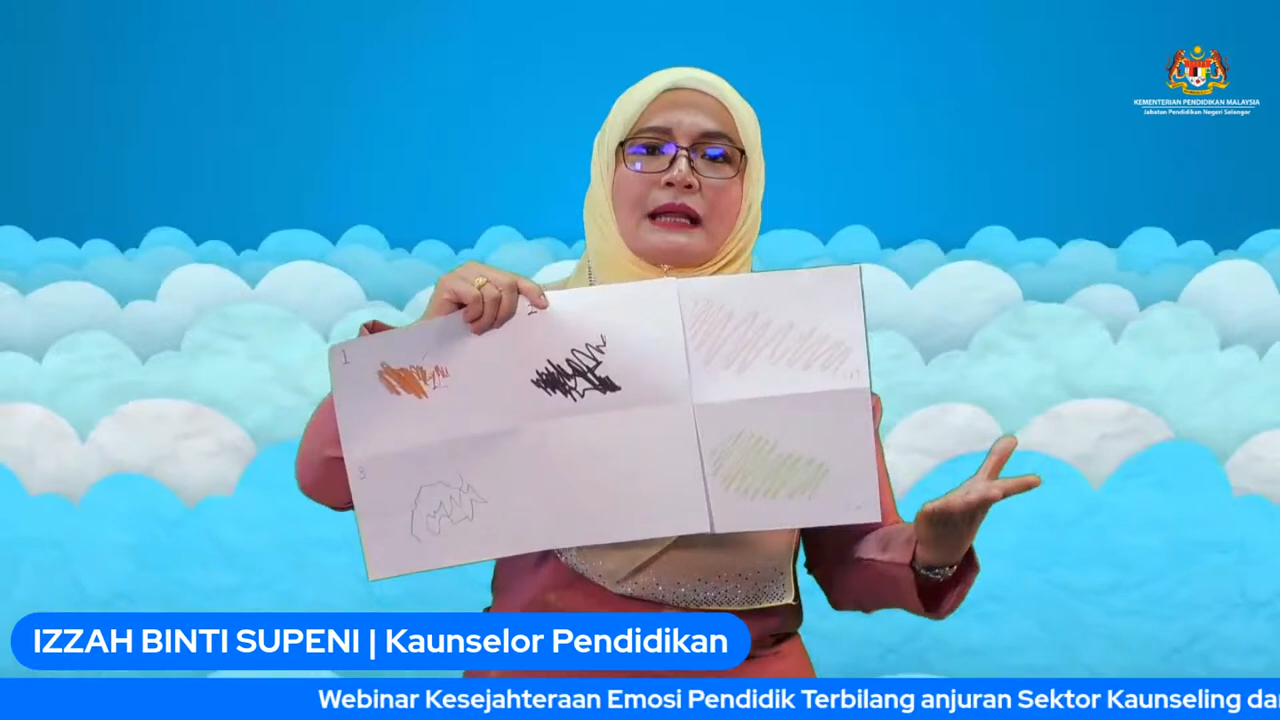 KEMENTERIAN PENDIDIKAN MALAYSIA
Jabatan Pendidikan Negeri Selangor
1
3
IZZAH BINTI SUPENI | Kaunselor Pendidikan
Webinar Kesejahteraan Emosi Pendidik Terbilang anjuran Sektor Kaunseling da